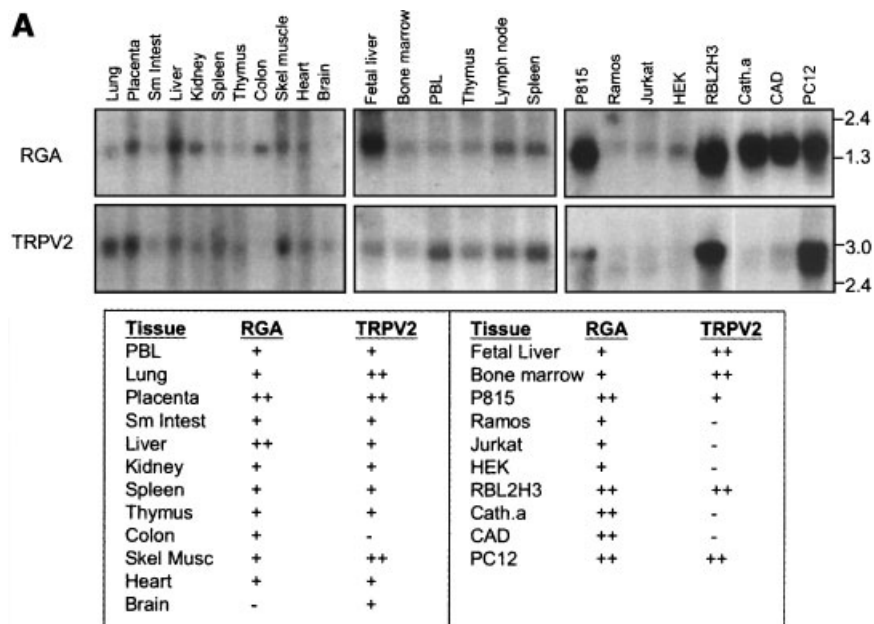 A
Lung Placenta Sm Intest Liver Kidney Spleen Thymus Colon Skel muscle Heart Brain
Fetal liver Bone marrow PBL Thymus Lymph node Spleen
P815 Ramos Jurkat HEK RBL2H3 Cath.a CAD PC12
RGA
2.4
1.3
TRPV2
3.0
2.4
Tissue RGA TRPV2
PBL + +
Lung + ++
Placenta ++ ++
Sm Intest + +
Liver ++ +
Kidney + +
Spleen + +
Thymus + +
Colon + -
Skel Musc + ++
Heart + +
Brain - +
Tissue RGA TRPV2
Fetal Liver + ++
Bone marrow + ++
P815 ++ +
Ramos + -
Jurkat + -
HEK + -
RBL2H3 ++ ++
Cath.a ++ -
CAD ++ -
PC12 ++ ++